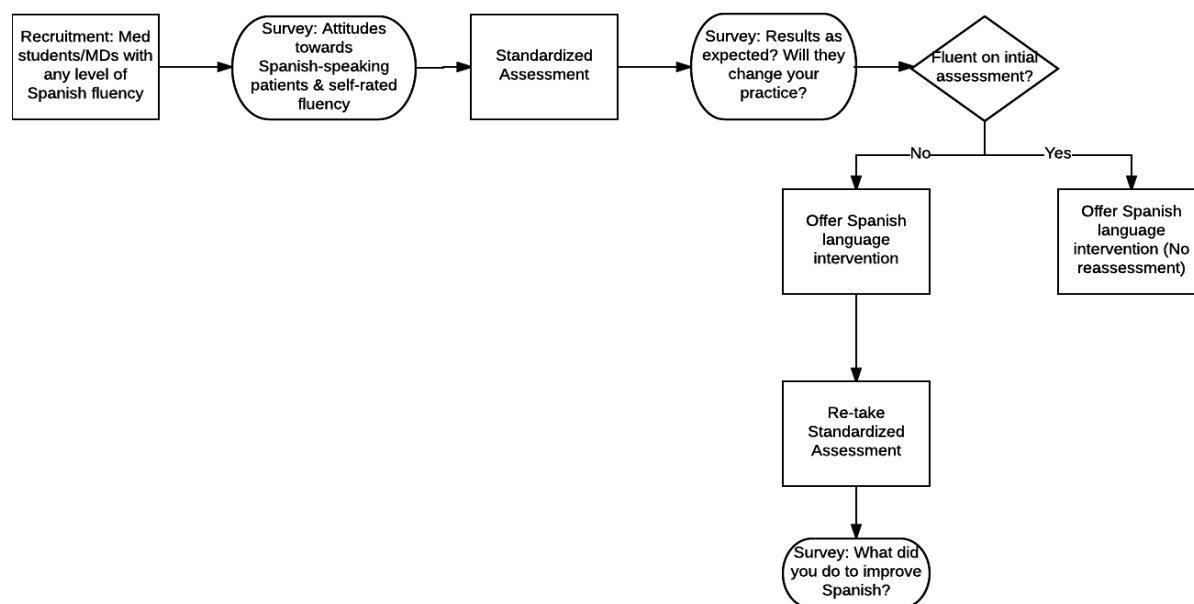 Recruitment: Med
students/MDs with
any level of
Spanish fluency
Survey: Attitudes
towards
Spanish-speaking
patients & self-rated
fluency
Standardized
Assessment
Survey: Results as
expected? Will they
change your
practice?
Fluent on intial
assessment?
No
Yes
Offer Spanish
language
intervention
Offer Spanish
language
intervention (No
reassessment)
Re-take
Standardized
Assessment
Survey: What did
you do to improve
Spanish?